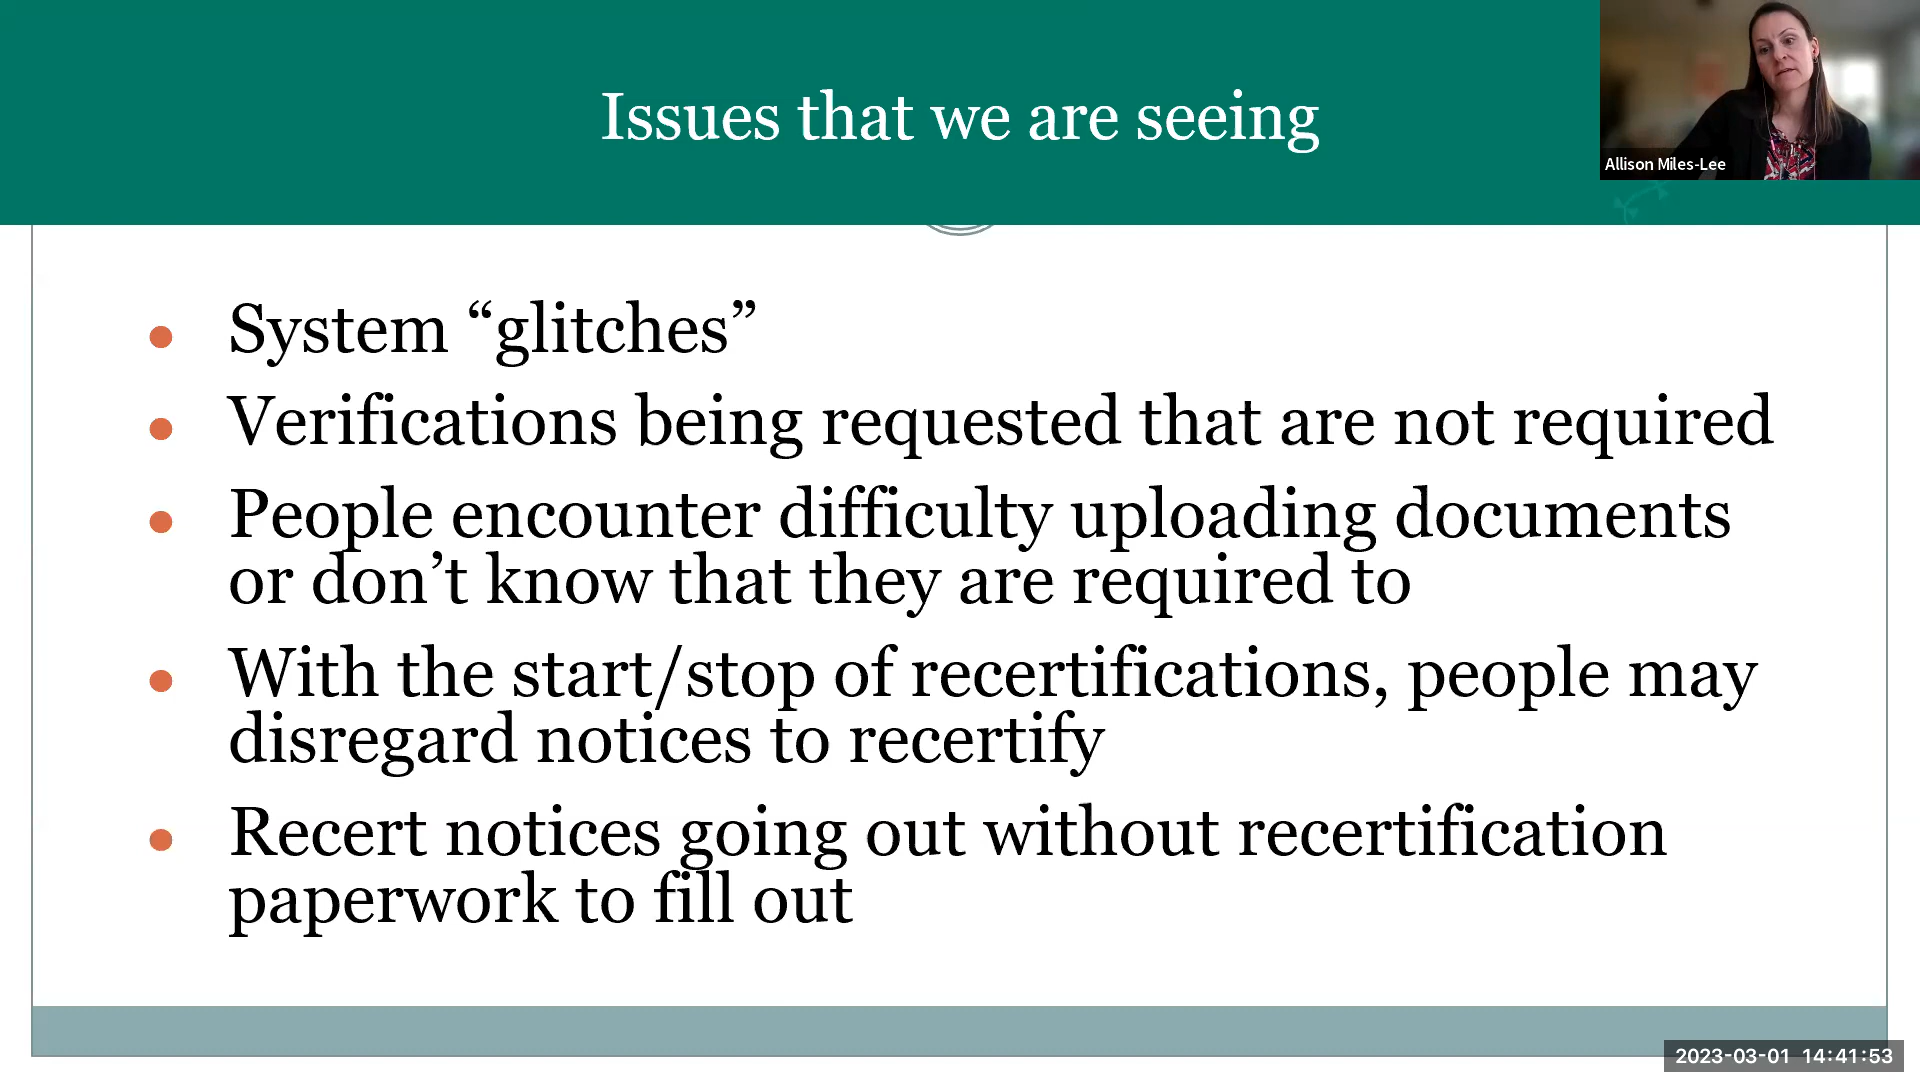 Issues that we are seeing
Allison Miles-Lee
System “glitches”
Verifications being requested that are not required
People encounter difficulty uploading documents
or don’t know that they are required to
With the start/stop of recertifications, people may
disregard notices to recertify
Recert notices going out without recertification
paperwork to fill out
2023-03-01 14:41:53